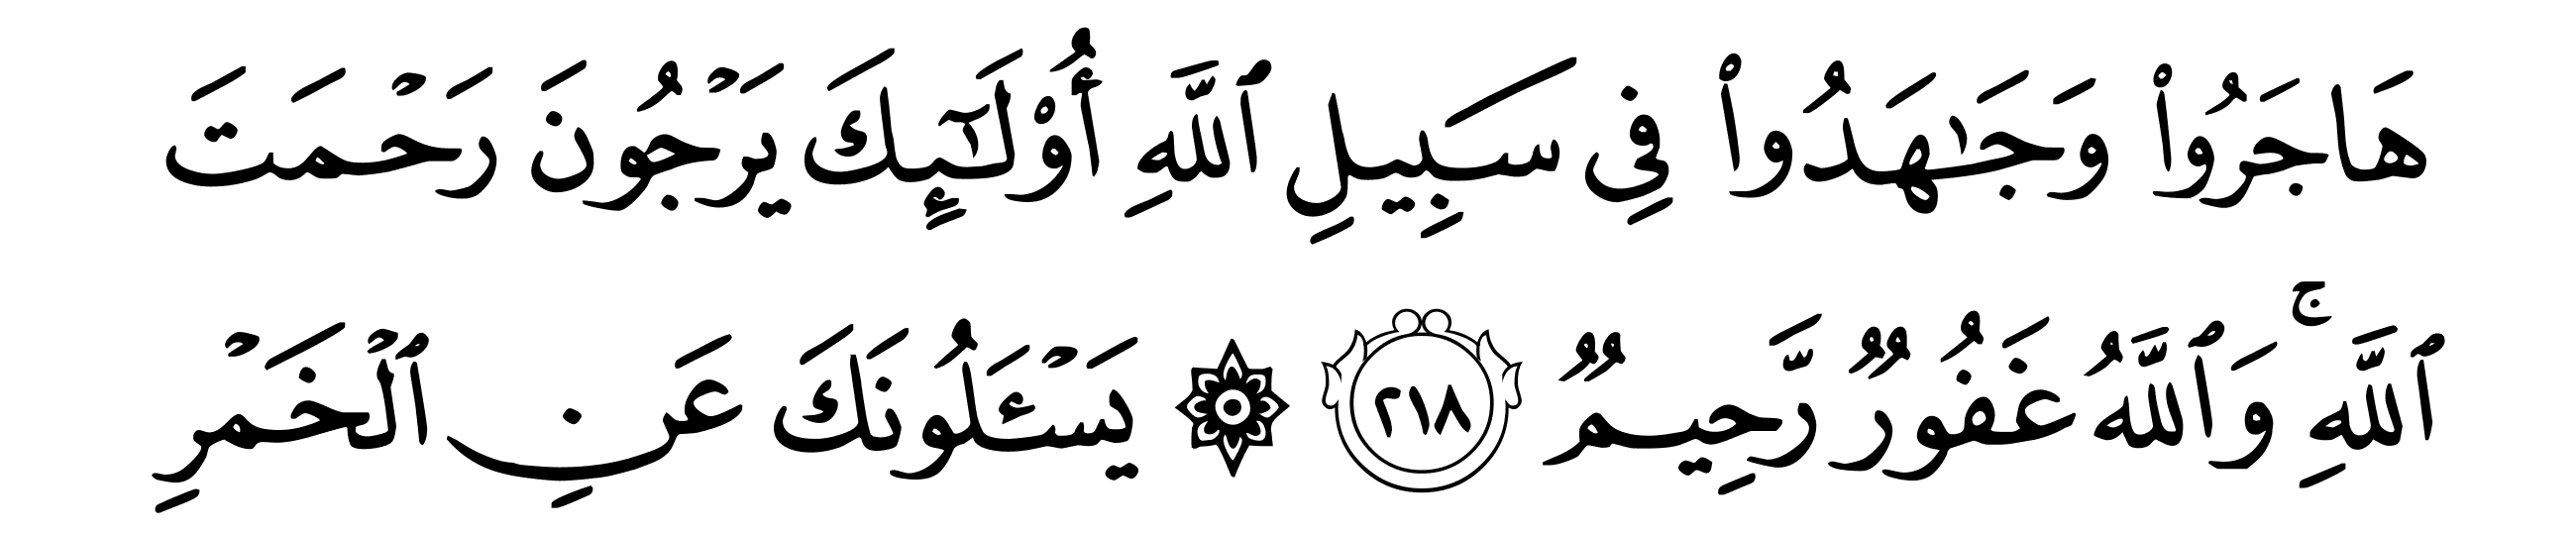 هَاجَرُوا۟ وَجَـٰهَدُوا۟ فِي سَبِيلِ ٱللَّهِ أُو۟لَـٰٓئِكَ يَرْجُونَ رَحْمَتَ
ٱللَّهِۚ وَٱللَّهُ غَفُورٌ رَّحِيمٌ ٢١٨ ۞ يَسْـَٔلُونَكَ عَنِ ٱلْخَمْرِ